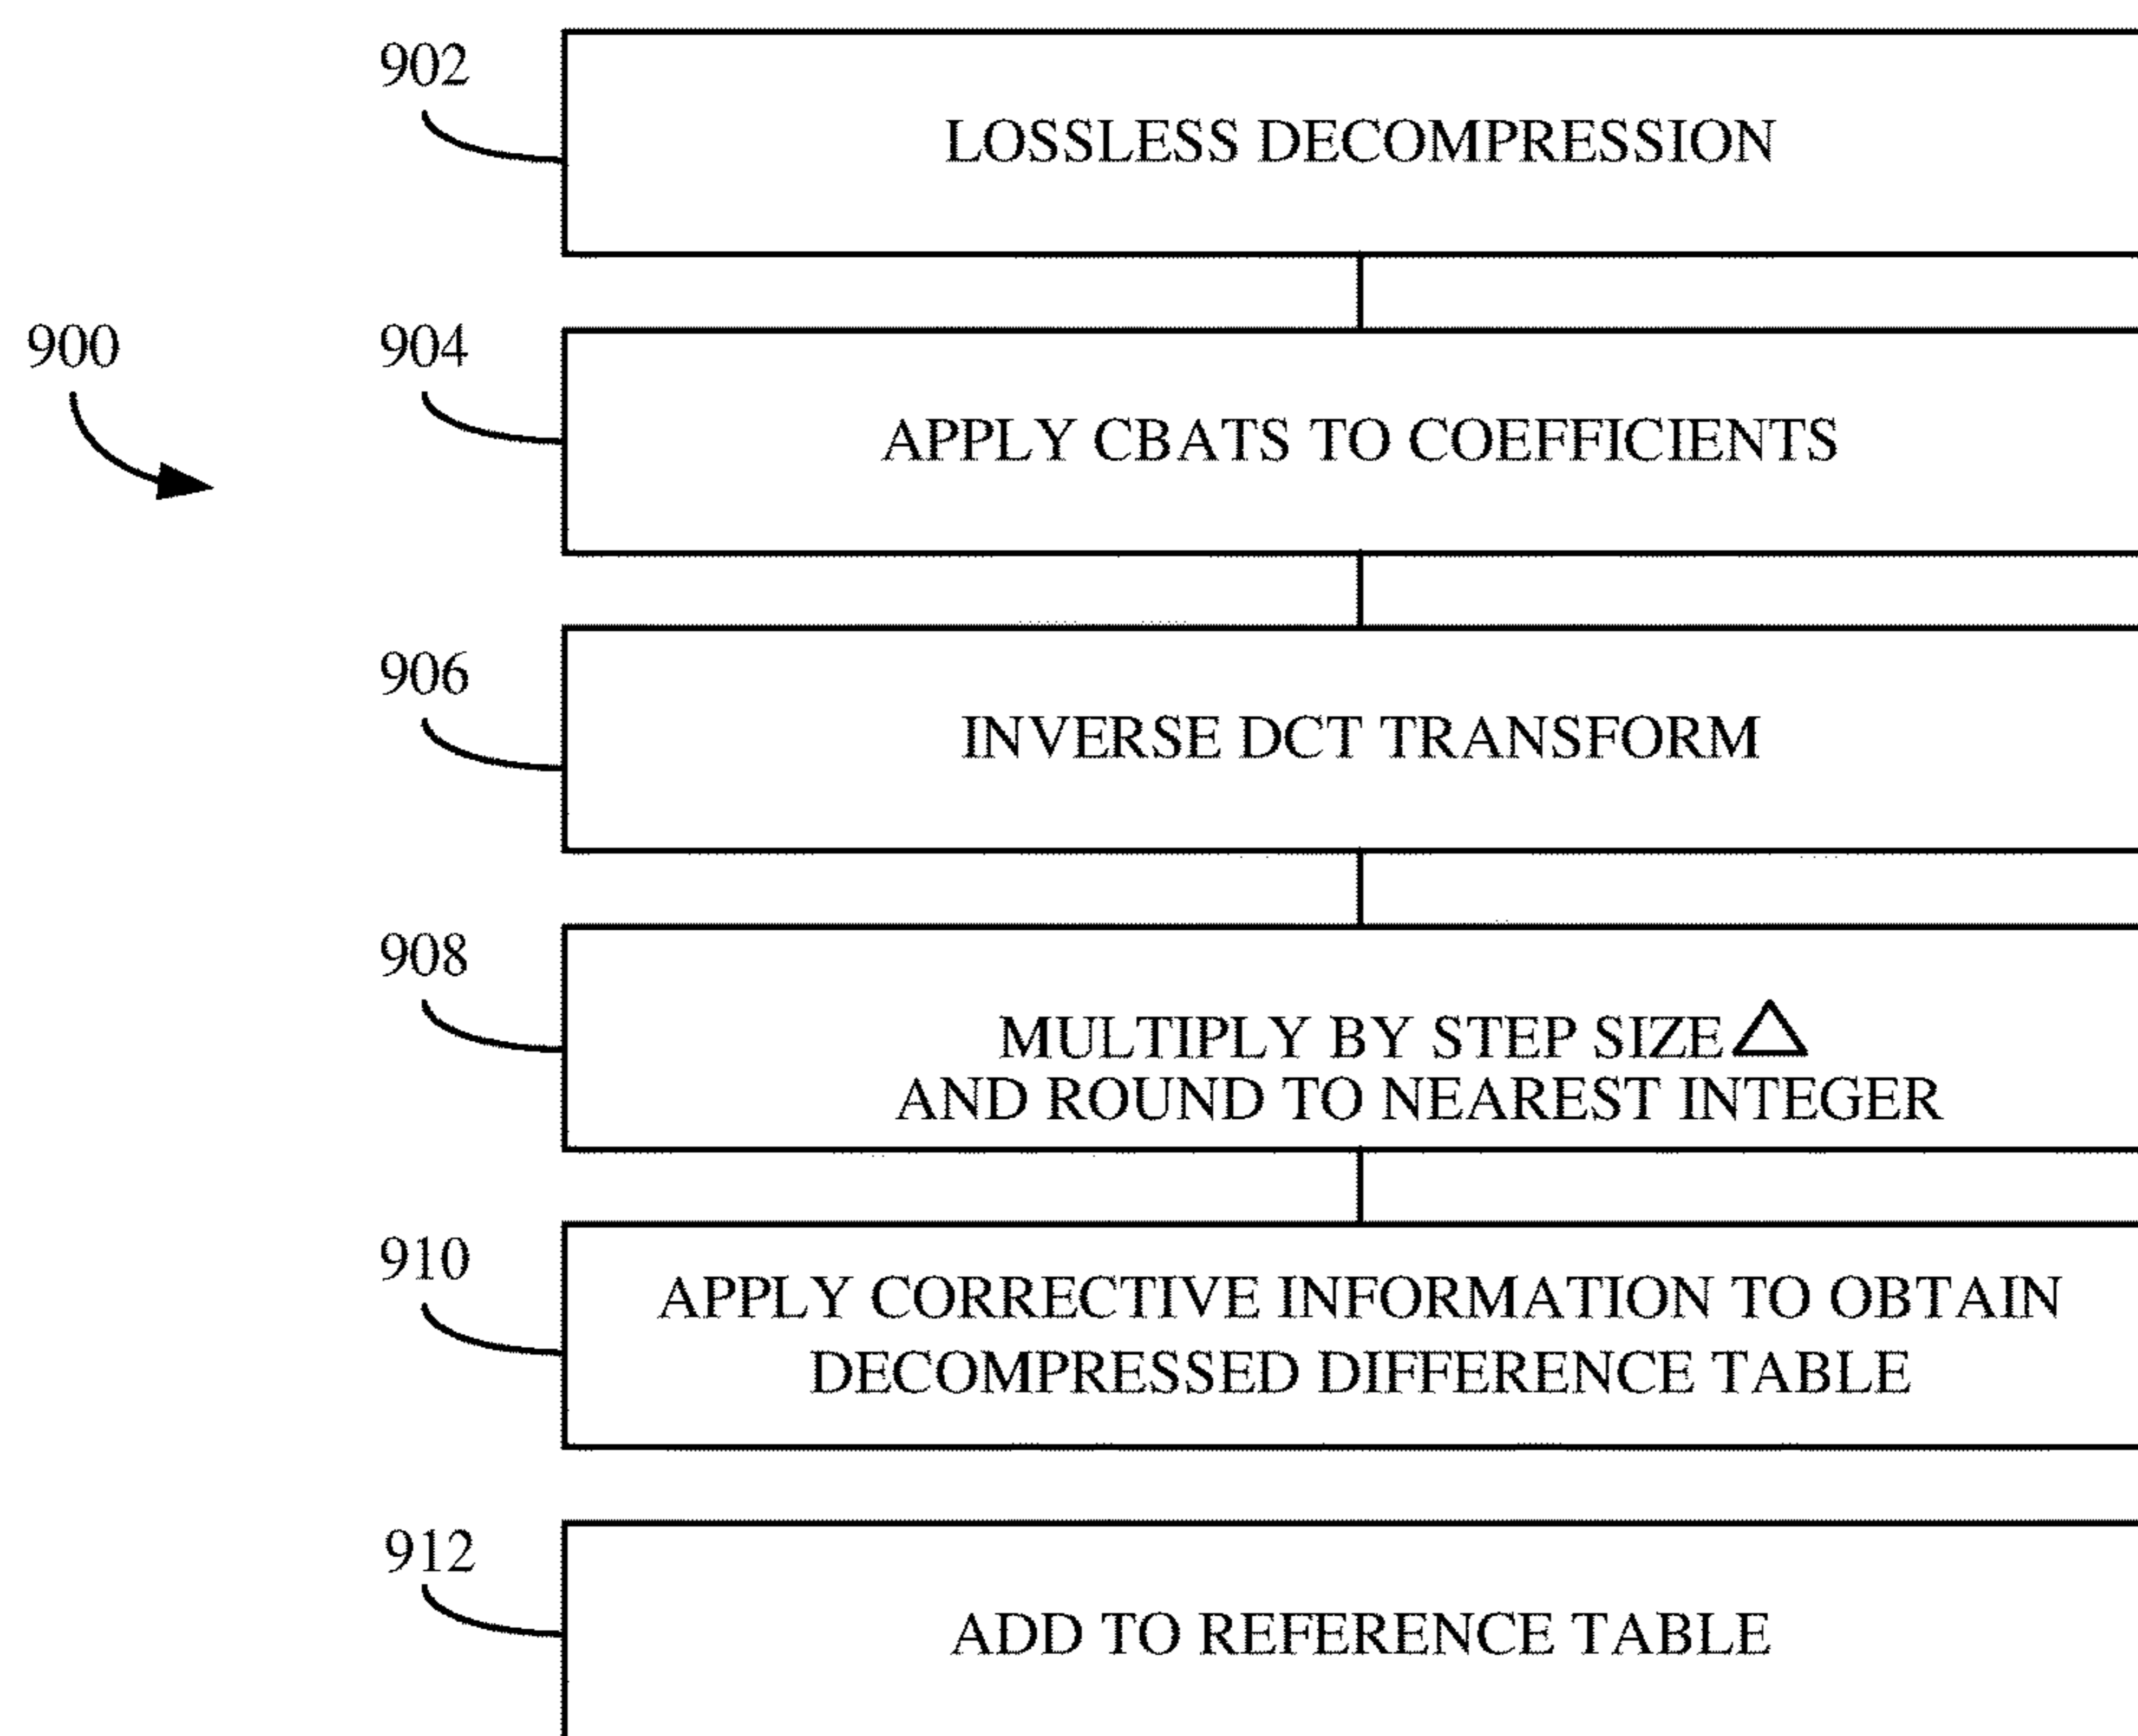 902
LOSSLESS DECOMPRESSION
900
904
APPLY CBATS TO COEFFICIENTS
906
INVERSE DCT TRANSFORM
908
MULTIPLY BY STEP SIZE △
AND ROUND TO NEAREST INTEGER
910
APPLY CORRECTIVE INFORMATION TO OBTAIN
DECOMPRESSED DIFFERENCE TABLE
912
ADD TO REFERENCE TABLE